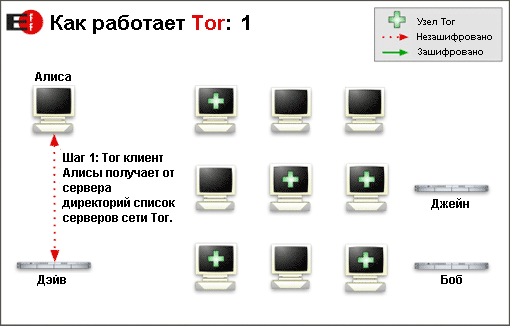 EFF Как работает Tor: 1
Узел Tor
Незашифровано
Зашифровано
Алиса
Шаг 1: Tor клиент
Алисы получает от
сервера
директорий список
серверов сети Tor.
Джейн
Дэйв
Боб